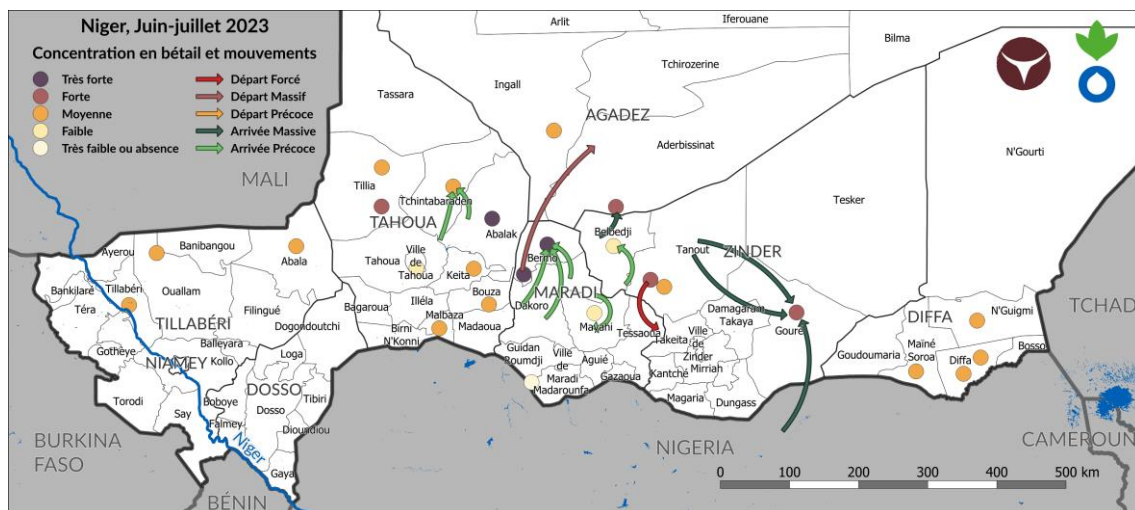 Niger, Juin-juillet 2023
Concentration en bétail et mouvements
Très forte
Forte
Moyenne
Faible
Très faible ou absence
Départ Forcé
Départ Massif
Départ Précoce
Arrivée Massive
Arrivée Précoce
Arlit
Iferouane
Bilma
Ingall
Tchirozerine
Tassara
AGADEZ
Aderbissinat
N'Gourti
MALI
Tillia
Tchintabaraden
TAHOUA
Abalak
Tesker
Belbedji
Tanout
ZINDER
Ayerou
Banibangou
Abala
Tahoua
Ville
de
Tahoua
Keita
Bermo
Bankilaré
Téra
Tillabéri
Ouallam
TILLABÉRI
Filingué
Dogondoutchi
Bagaroua
Illéla
Bouza
Malbaza
Madaoua
Birni
N'Konni
Dakoro
MARADI
Mayahi
Tessaoua
Damagaram
Takaya
Gouré
DIFFA
N'Guigmi
TCHAD
Goudoumaria
Maïné
Soroa
Diffa
Bosso
Gothèye
Balleyara
NIAMEY
Kollo
Loga
Guidan
Roumdji
Ville
de
Maradi
Madarounfa
Aguié
Gazaoua
Takeita
Ville
de
Zinder
Mirriah
Kantché
Magaria
Dungass
Torodi
Say
Boboye
DOSSO
Dosso
Tibiri
Falmey
Dioundiou
Gaya
Niger
BURKINA
FASO
BÉNIN
NIGERIA
CAMEROUN
0 100 200 300 400 500 km